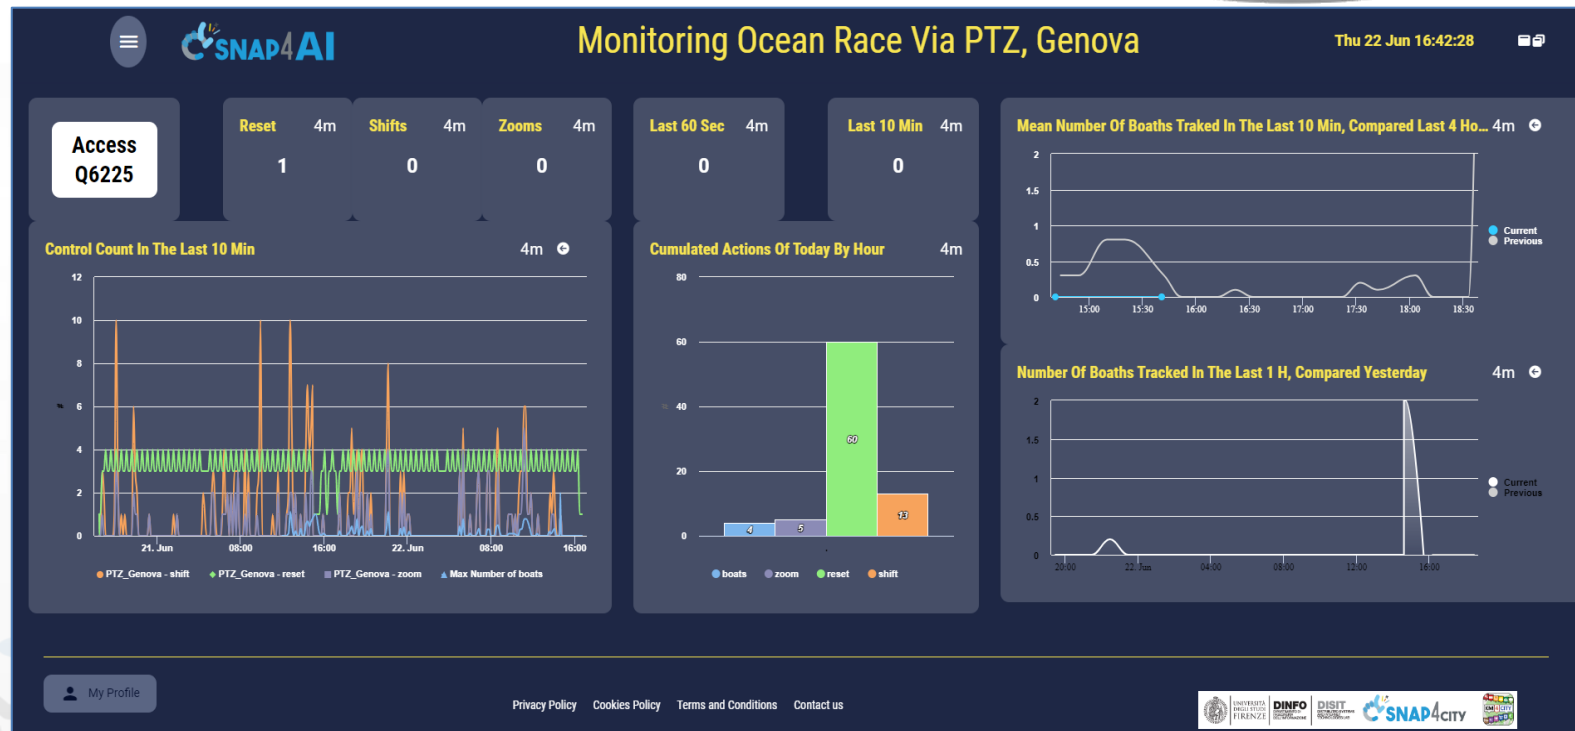 SNAP4AI
Monitoring Ocean Race Via PTZ, Genova
Thu 22 Jun 16:42:28
Access
Q6225
Reset 4m
1
Shifts 4m
0
Zooms 4m
0
Last 60 Sec 4m
0
Last 10 Min 4m
0
Mean Number Of Boaths Traked In The Last 10 Min, Compared Last 4 Ho... 4m
2
1.5
1
0.5
0
15:00 15:30 16:00 16:30 17:00 17:30 18:00 18:30
Current
Previous
Control Count In The Last 10 Min 4m
12
10
8
6
4
2
0
21. Jun 08:00 16:00 22. Jun 08:00 16:00
PTZ_Genova - shift PTZ_Genova - reset PTZ_Genova - zoom Max Number of boats
Cumulated Actions Of Today By Hour 4m
80
60
40
20
0
4 5 60 13
boats zoom reset shift
Number Of Boaths Tracked In The Last 1 H, Compared Yesterday 4m
2
1.5
1
0.5
0
20:00 22. Jun 04:00 08:00 12:00 16:00
Current
Previous
My Profile
Privacy Policy Cookies Policy Terms and Conditions Contact us
UNIVERSITÀ
DEGLI STUDI
FIRENZE
DINFO
DISIT
SNAP4CITY